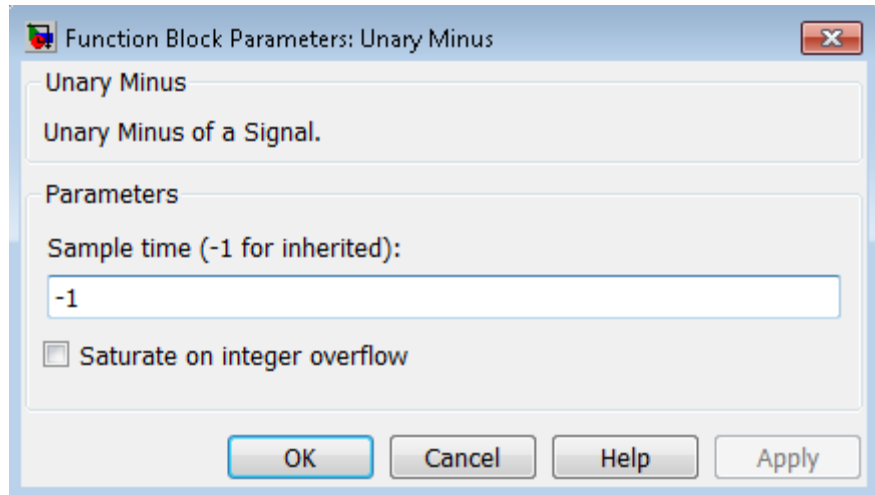 Function Block Parameters: Unary Minus
Unary Minus
Unary Minus of a Signal.
Parameters
Sample time (-1 for inherited):
-1
Saturate on integer overflow
OK Cancel Help Apply